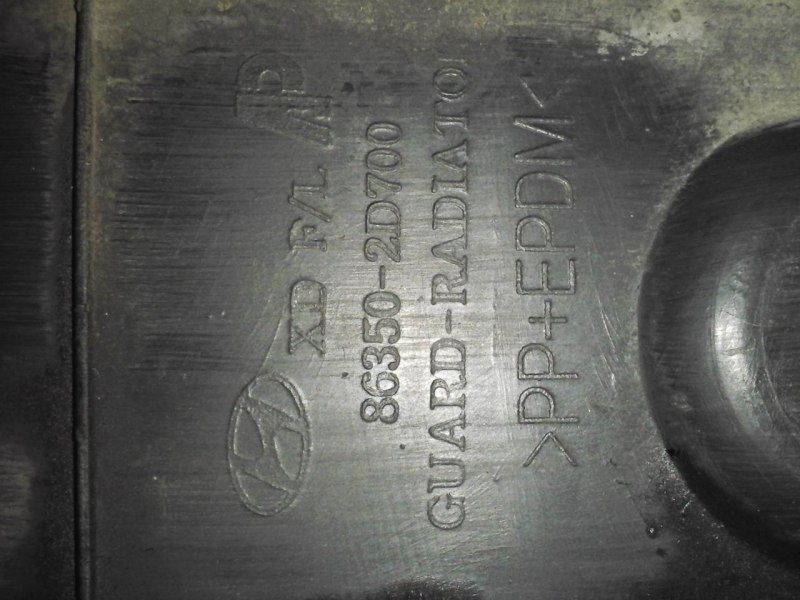 XD F/L AP
86350-2D700
GUARD-RADIATO
>PP+EPDM<